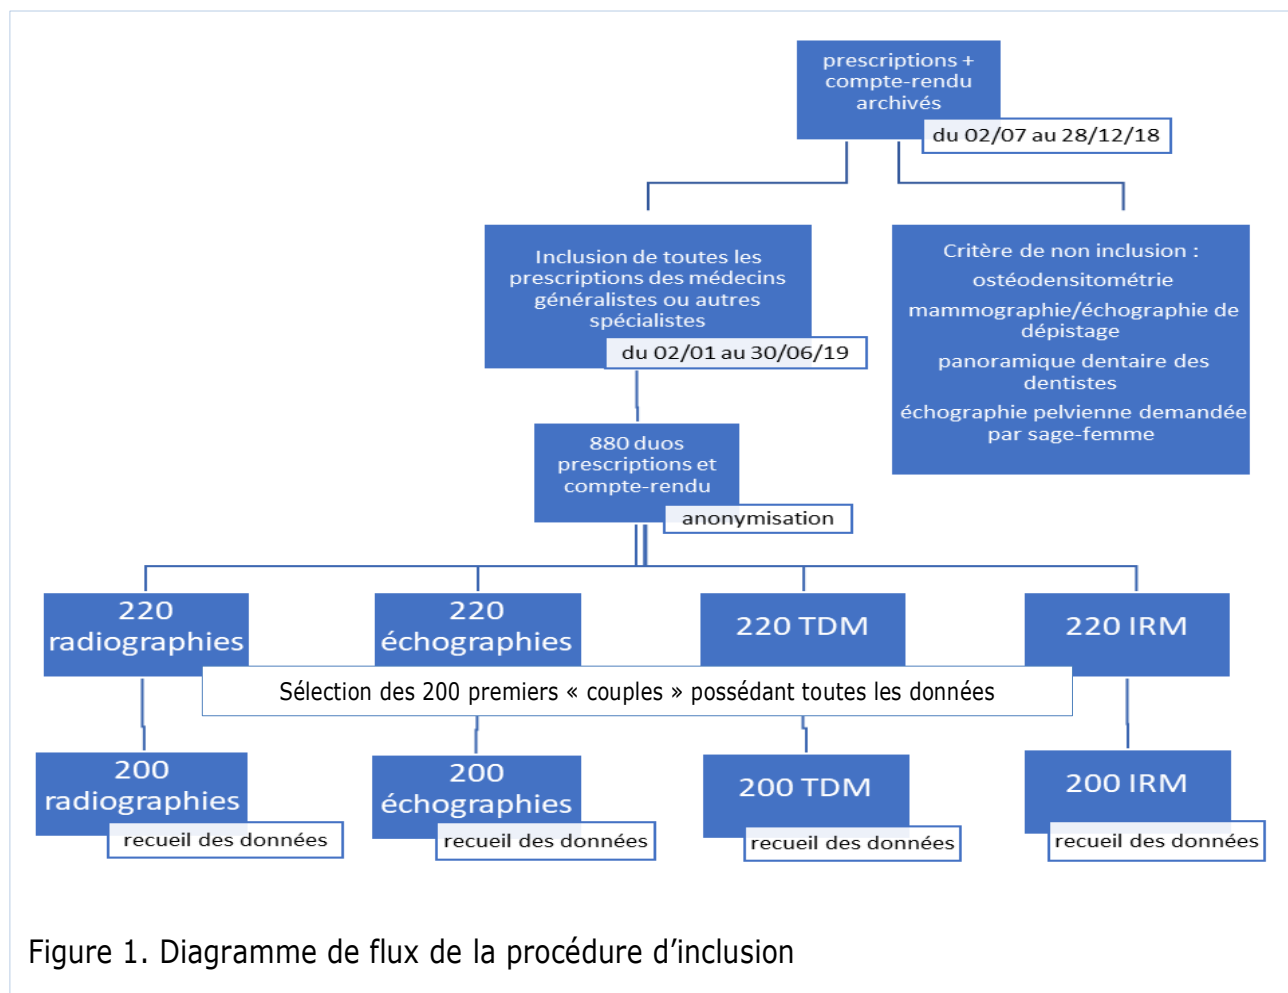 prescriptions +
compte-rendu
archivés
du 02/07 au 28/12/18
Inclusion de toutes les
prescriptions des médecins
généralistes ou autres
spécialistes
du 02/01 au 30/06/19
Critère de non inclusion :
ostéodensitométrie
mammographie/échographie de
dépistage
panoramique dentaire des
dentistes
échographie pelvienne demandée
par sage-femme
880 duos
prescriptions et
compte-rendu
anonymisation
220
radiographies
220
échographies
220 TDM
220 IRM
Sélection des 200 premiers « couples » possédant toutes les données
200
radiographies
recueil des données
200
échographies
recueil des données
200 TDM
recueil des données
200 IRM
recueil des données
Figure 1. Diagramme de flux de la procédure d’inclusion